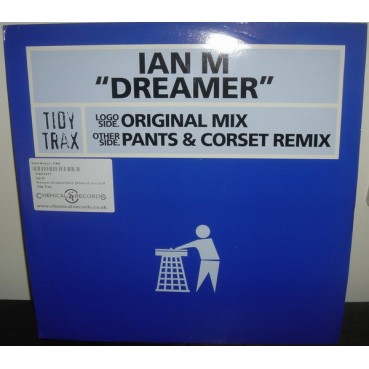 IAN M
"DREAMER"
TIDY
TRAX
LOGO
SIDE.
ORIGINAL MIX
OTHER
SIDE.
PANTS & CORSET REMIX
CHEMICAL RECORDS
www.chemical-records.co.uk